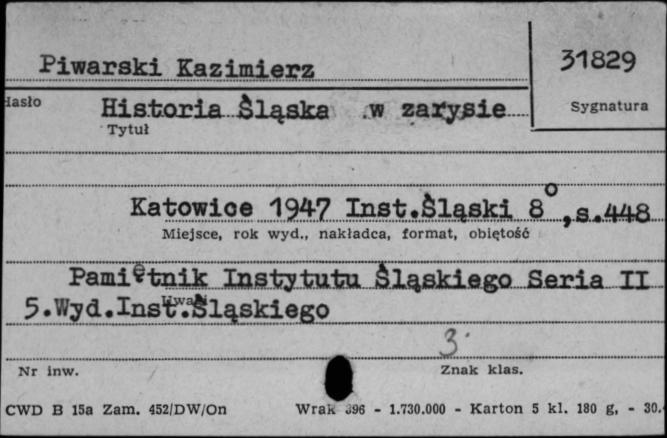 Piwarski Kazimierz
31829
Hasło
Historia Śląska w zarysie
Sygnatura
Tytuł
Katowice 1947 Inst.Śląski 8°,s.448
Miejsce, rok wyd., nakładca, format, objętość
Pamiętnik Instytutu Śląskiego Seria II
Uwagi
5.Wyd.Inst.Śląskiego
3
Nr inw.
Znak klas.
CWD B 15a Zam. 452/DW/On Wrak 396 - 1.730.000 - Karton 5 kl. 180 g, - 30.